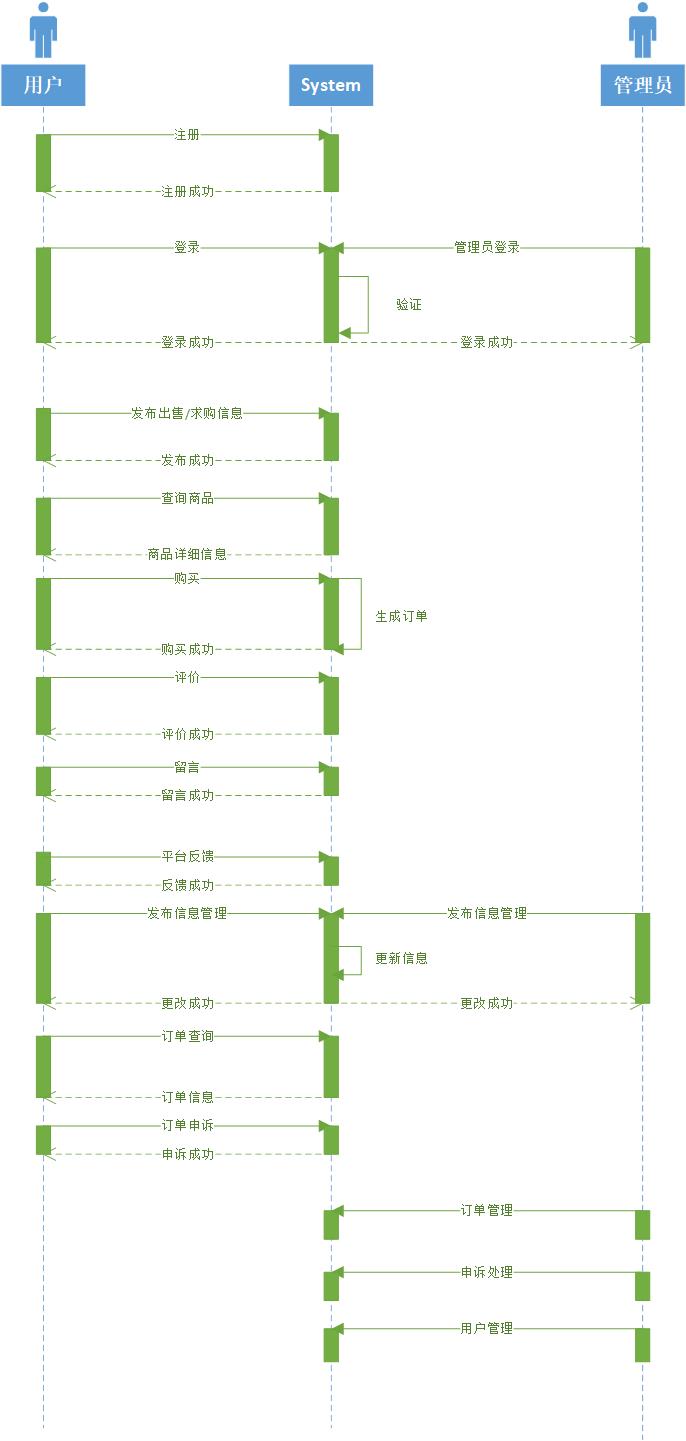 用户
System
管理员
注册
注册成功
登录
管理员登录
验证
登录成功
登录成功
发布出售/求购信息
发布成功
查询商品
商品详细信息
购买
生成订单
购买成功
评价
评价成功
留言
留言成功
平台反馈
反馈成功
发布信息管理
发布信息管理
更新信息
更改成功
更改成功
订单查询
订单信息
订单申诉
申诉成功
订单管理
申诉处理
用户管理